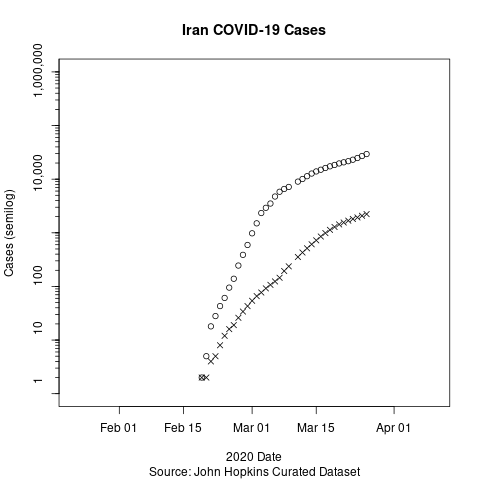 Iran COVID-19 Cases
Cases (semilog)
1,000,000
10,000
100
10
1
Feb 01 Feb 15 Mar 01 Mar 15 Apr 01
2020 Date
Source: John Hopkins Curated Dataset